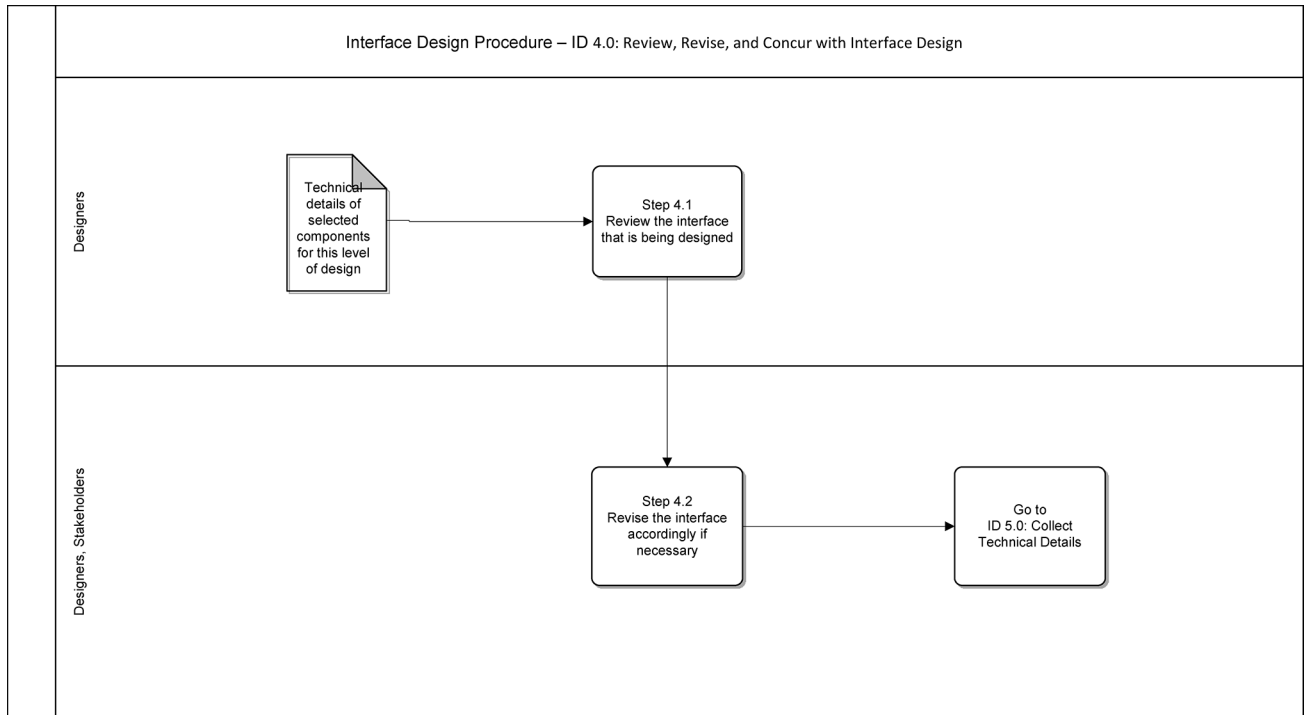 Interface Design Procedure – ID 4.0: Review, Revise, and Concur with Interface Design
Designers
Technical
details of
selected
components
for this level
of design
Step 4.1
Review the interface
that is being designed
Designers, Stakeholders
Step 4.2
Revise the interface
accordingly if
necessary
Go to
ID 5.0: Collect
Technical Details